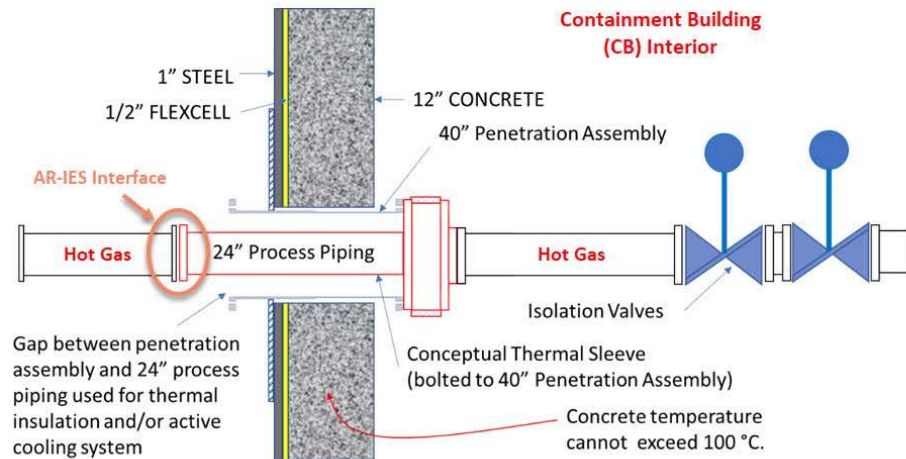 Containment Building
(CB) Interior
1” STEEL
1/2” FLEXCELL
12” CONCRETE
40” Penetration Assembly
AR-IES Interface
Hot Gas
24” Process Piping
Hot Gas
Isolation Valves
Gap between penetration
assembly and 24” process
piping used for thermal
insulation and/or active
cooling system
Conceptual Thermal Sleeve
(bolted to 40” Penetration Assembly)
Concrete temperature
cannot exceed 100 °C.